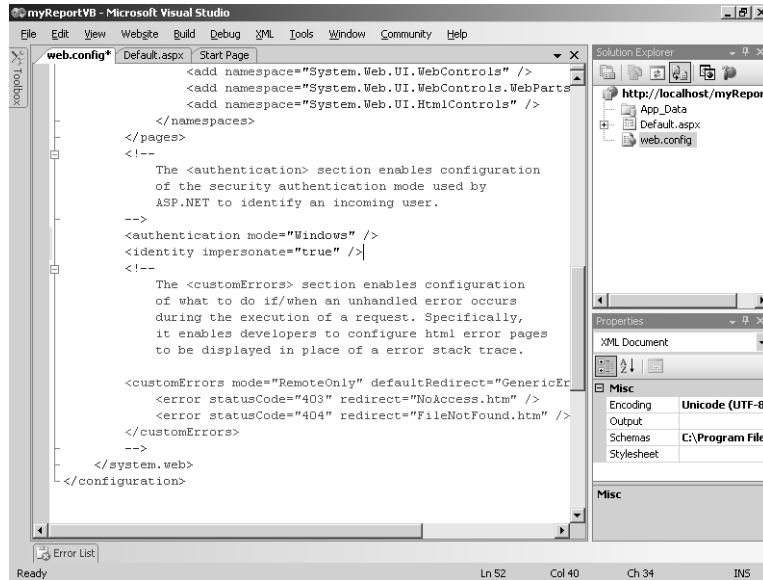 myReportVB - Microsoft Visual Studio
File Edit View Website Build Debug XML Tools Window Community Help
web.config* Default.aspx Start Page
Toolbox
<add namespace="System.Web.UI.WebControls" />
<add namespace="System.Web.UI.WebControls.WebParts
<add namespace="System.Web.UI.HtmlControls" />
</namespaces>
</pages>
<!--
The <authentication> section enables configuration
of the security authentication mode used by
ASP.NET to identify an incoming user.
-->
<authentication mode="Windows" />
<identity impersonate="true" />
<!--
The <customErrors> section enables configuration
of what to do if/when an unhandled error occurs
during the execution of a request. Specifically,
it enables developers to configure html error pages
to be displayed in place of a error stack trace.
<customErrors mode="RemoteOnly" defaultRedirect="GenericEr
<error statusCode="403" redirect="NoAccess.htm" />
<error statusCode="404" redirect="FileNotFound.htm" />
</customErrors>
-->
</system.web>
</configuration>
Solution Explorer
http://localhost/myRepor
App_Data
Default.aspx
web.config
Properties
XML Document
Misc
Encoding Unicode (UTF-8
Output
Schemas C:\Program File
Stylesheet
Misc
Error List
Ready Ln 52 Col 40 Ch 34 INS